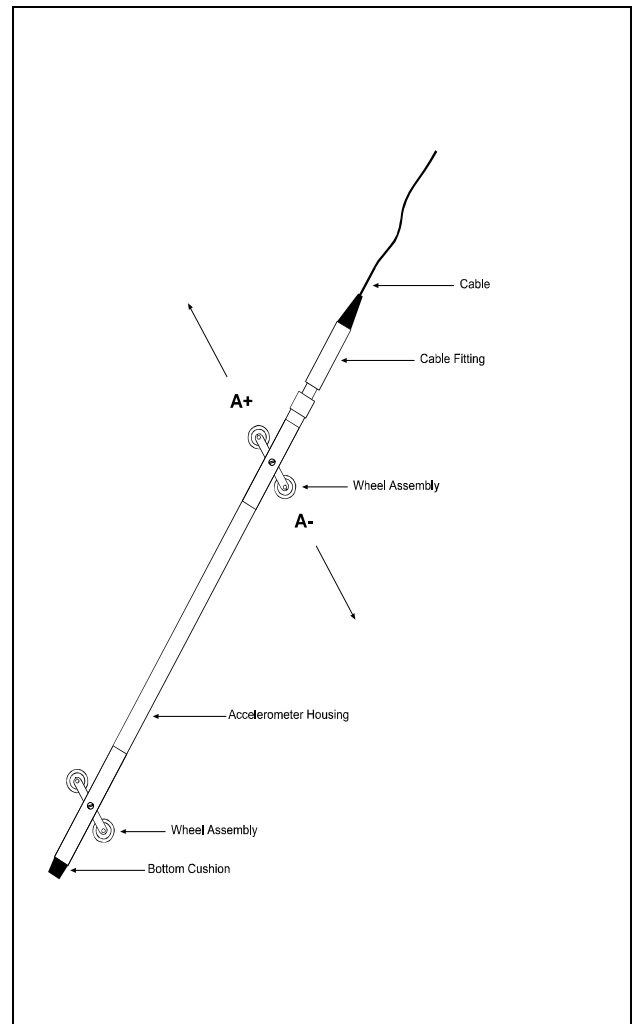 Cable
Cable Fitting
A+
Wheel Assembly
A-
Accelerometer Housing
Wheel Assembly
Bottom Cushion